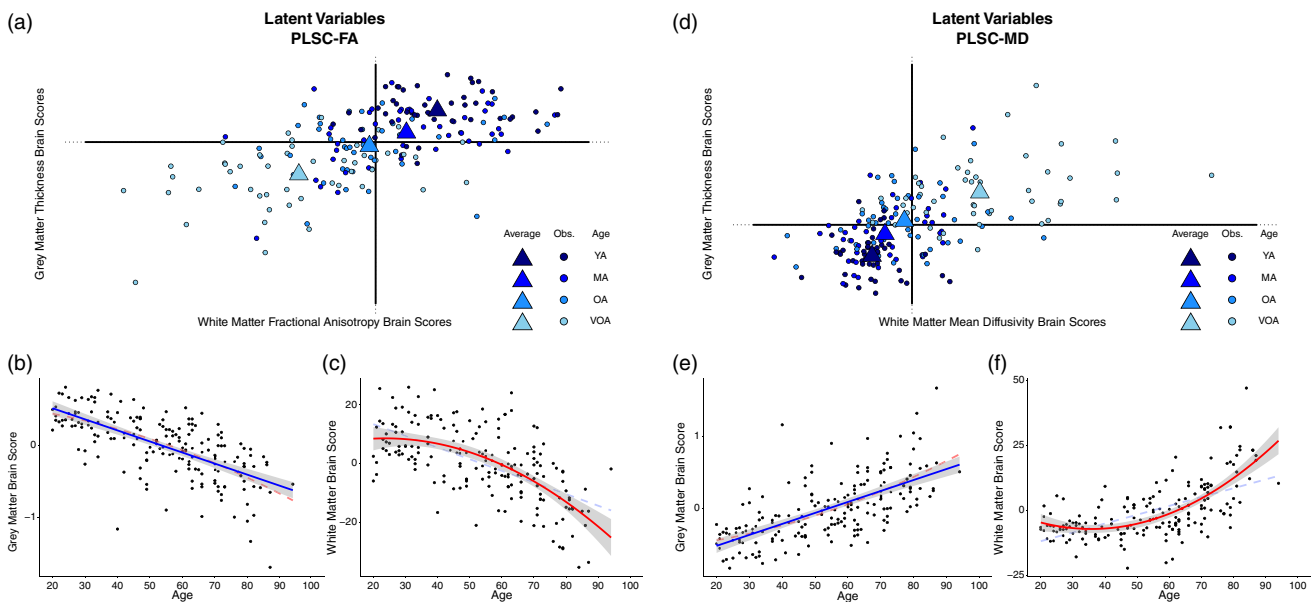 (a)
Latent Variables
PLSC-FA
Grey Matter Thickness Brain Scores
White Matter Fractional Anisotropy Brain Scores
Average Obs. Age
YA
MA
OA
VOA
(d)
Latent Variables
PLSC-MD
Grey Matter Thickness Brain Scores
White Matter Mean Diffusivity Brain Scores
Average Obs. Age
YA
MA
OA
VOA
(b)
Grey Matter Brain Score
0
−1
20 30 40 50 60 70 80 90 100
Age
(c)
White Matter Brain Score
20
0
−20
20 30 40 50 60 70 80 90 100
Age
(e)
Grey Matter Brain Score
1
0
20 30 40 50 60 70 80 90 100
Age
(f)
White Matter Brain Score
50
25
0
−25
20 30 40 50 60 70 80 90 100
Age